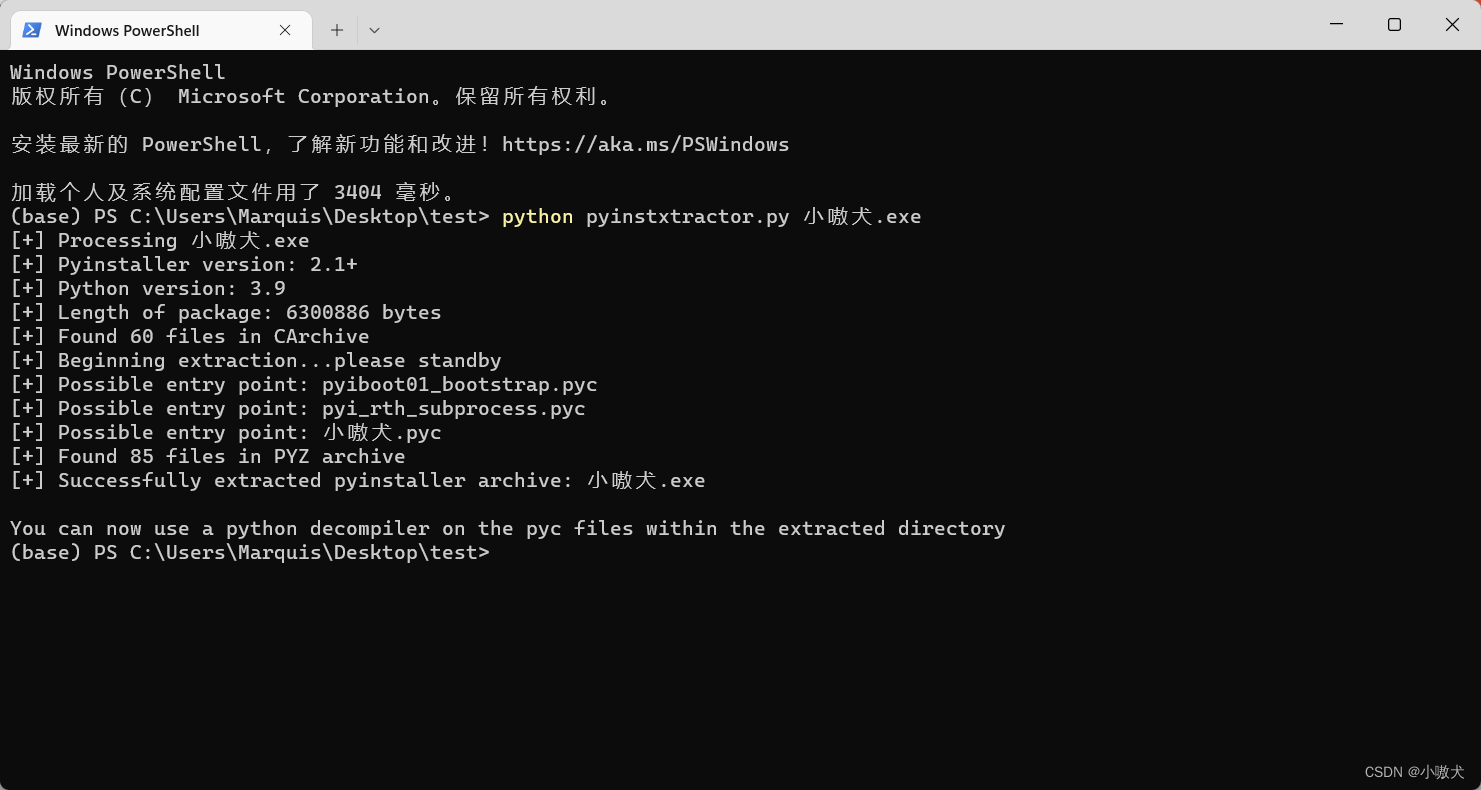 Windows PowerShell
Windows PowerShell
版权所有 (C) Microsoft Corporation。保留所有权利。
安装最新的 PowerShell，了解新功能和改进！https://aka.ms/PSWindows
加载个人及系统配置文件用了 3404 毫秒。
(base) PS C:\Users\Marquis\Desktop\test> python pyinstxtractor.py 小嗷犬.exe
[+] Processing 小嗷犬.exe
[+] Pyinstaller version: 2.1+
[+] Python version: 3.9
[+] Length of package: 6300886 bytes
[+] Found 60 files in CArchive
[+] Beginning extraction...please standby
[+] Possible entry point: pyiboot01_bootstrap.pyc
[+] Possible entry point: pyi_rth_subprocess.pyc
[+] Possible entry point: 小嗷犬.pyc
[+] Found 85 files in PYZ archive
[+] Successfully extracted pyinstaller archive: 小嗷犬.exe
You can now use a python decompiler on the pyc files within the extracted directory
(base) PS C:\Users\Marquis\Desktop\test>
CSDN @小嗷犬